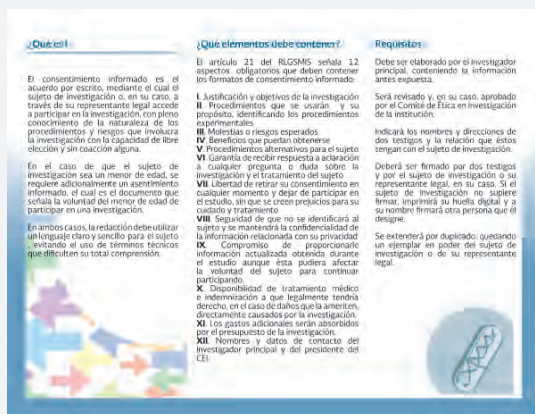 ¿Qué es?
El consentimiento informado es el
acuerdo por escrito, mediante el cual el
sujeto de investigación o, en su caso, a
través de su representante legal accede
a participar en la investigación, con pleno
conocimiento de la naturaleza de los
procedimientos y riesgos que involucra
la investigación con la capacidad de libre
elección y sin coacción alguna.
En el caso de que el sujeto de
investigación sea un menor de edad, se
requiere adicionalmente un asentimiento
informado, el cual es el documento que
señala la voluntad del menor de edad de
participar en una investigación.
En ambos casos, la redacción debe utilizar
un lenguaje claro y sencillo para el sujeto
, evitando el uso de términos técnicos
que dificulten su total comprensión.
¿Qué elementos debe contener?
El artículo 21 del RLGSMIS señala 12
aspectos obligatorios que deben contener
los formatos de consentimiento informado:
I. Justificación y objetivos de la investigación
II. Procedimientos que se usarán y su
propósito, identificando los procedimientos
experimentales
III. Molestias o riesgos esperados
IV. Beneficios que puedan obtenerse
V. Procedimientos alternativos para el sujeto
VI. Garantía de recibir respuesta a aclaración
a cualquier pregunta o duda sobre la
investigación y el tratamiento del sujeto
VII. Libertad de retirar su consentimiento en
cualquier momento y dejar de participar en
el estudio, sin que se creen prejuicios para su
cuidado y tratamiento
VIII. Seguridad de que no se identificará al
sujeto y se mantendrá la confidencialidad de
la información relacionada con su privacidad
IX. Compromiso de proporcionarle
información actualizada obtenida durante
el estudio aunque ésta pudiera afectar
la voluntad del sujeto para continuar
participando.
X. Disponibilidad de tratamiento médico
e indemnización a que legalmente tendría
derecho, en el caso de daños que la ameriten,
directamente causados por la investigación.
XI. Los gastos adicionales serán absorbidos
por el presupuesto de la investigación.
XII. Nombres y datos de contacto del
investigador principal y del presidente del
CEI.
Requisitos
Debe ser elaborado por el investigador
principal, conteniendo la información
antes expuesta.
Será revisado y, en su caso, aprobado
por el Comité de Ética en Investigación
de la institución.
Indicará los nombres y direcciones de
dos testigos y la relación que éstos
tengan con el sujeto de investigación.
Deberá ser firmado por dos testigos
y por el sujeto de investigación o su
representante legal, en su caso. Si el
sujeto de investigación no supiere
firmar, imprimirá su huella digital y a
su nombre firmará otra persona que él
designe.
Se extenderá por duplicado, quedando
un ejemplar en poder del sujeto de
investigación o de su representante
legal.